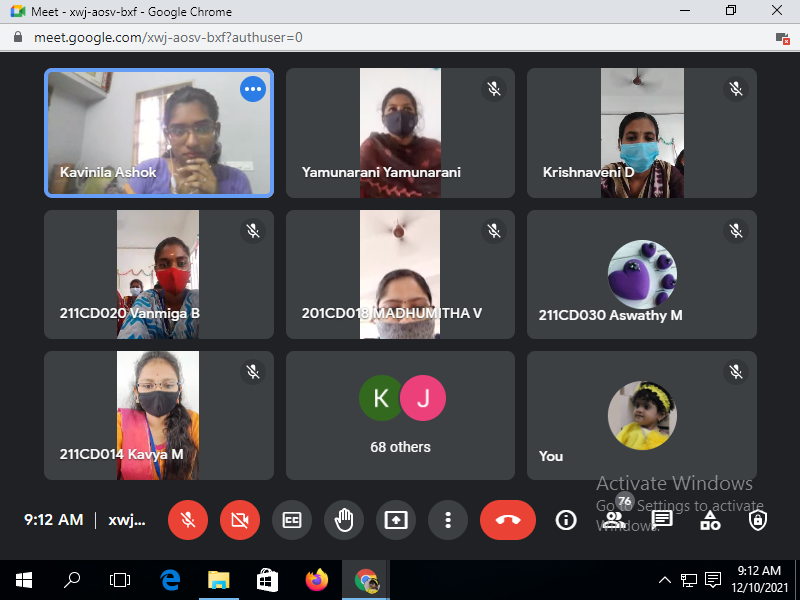 Meet - xwj-aosv-bxf - Google Chrome
meet.google.com/xwj-aosv-bxf?authuser=0
Kavinila Ashok
Yamunarani Yamunarani
Krishnaveni D
211CD020 Vanmiga B
201CD018 MADHUMITHA V
211CD030 Aswathy M
211CD014 Kavya M
K J
68 others
You
Activate Windows
Go to Settings to activate
Windows.
9:12 AM | xwj...
CC
76
9:12 AM
12/10/2021